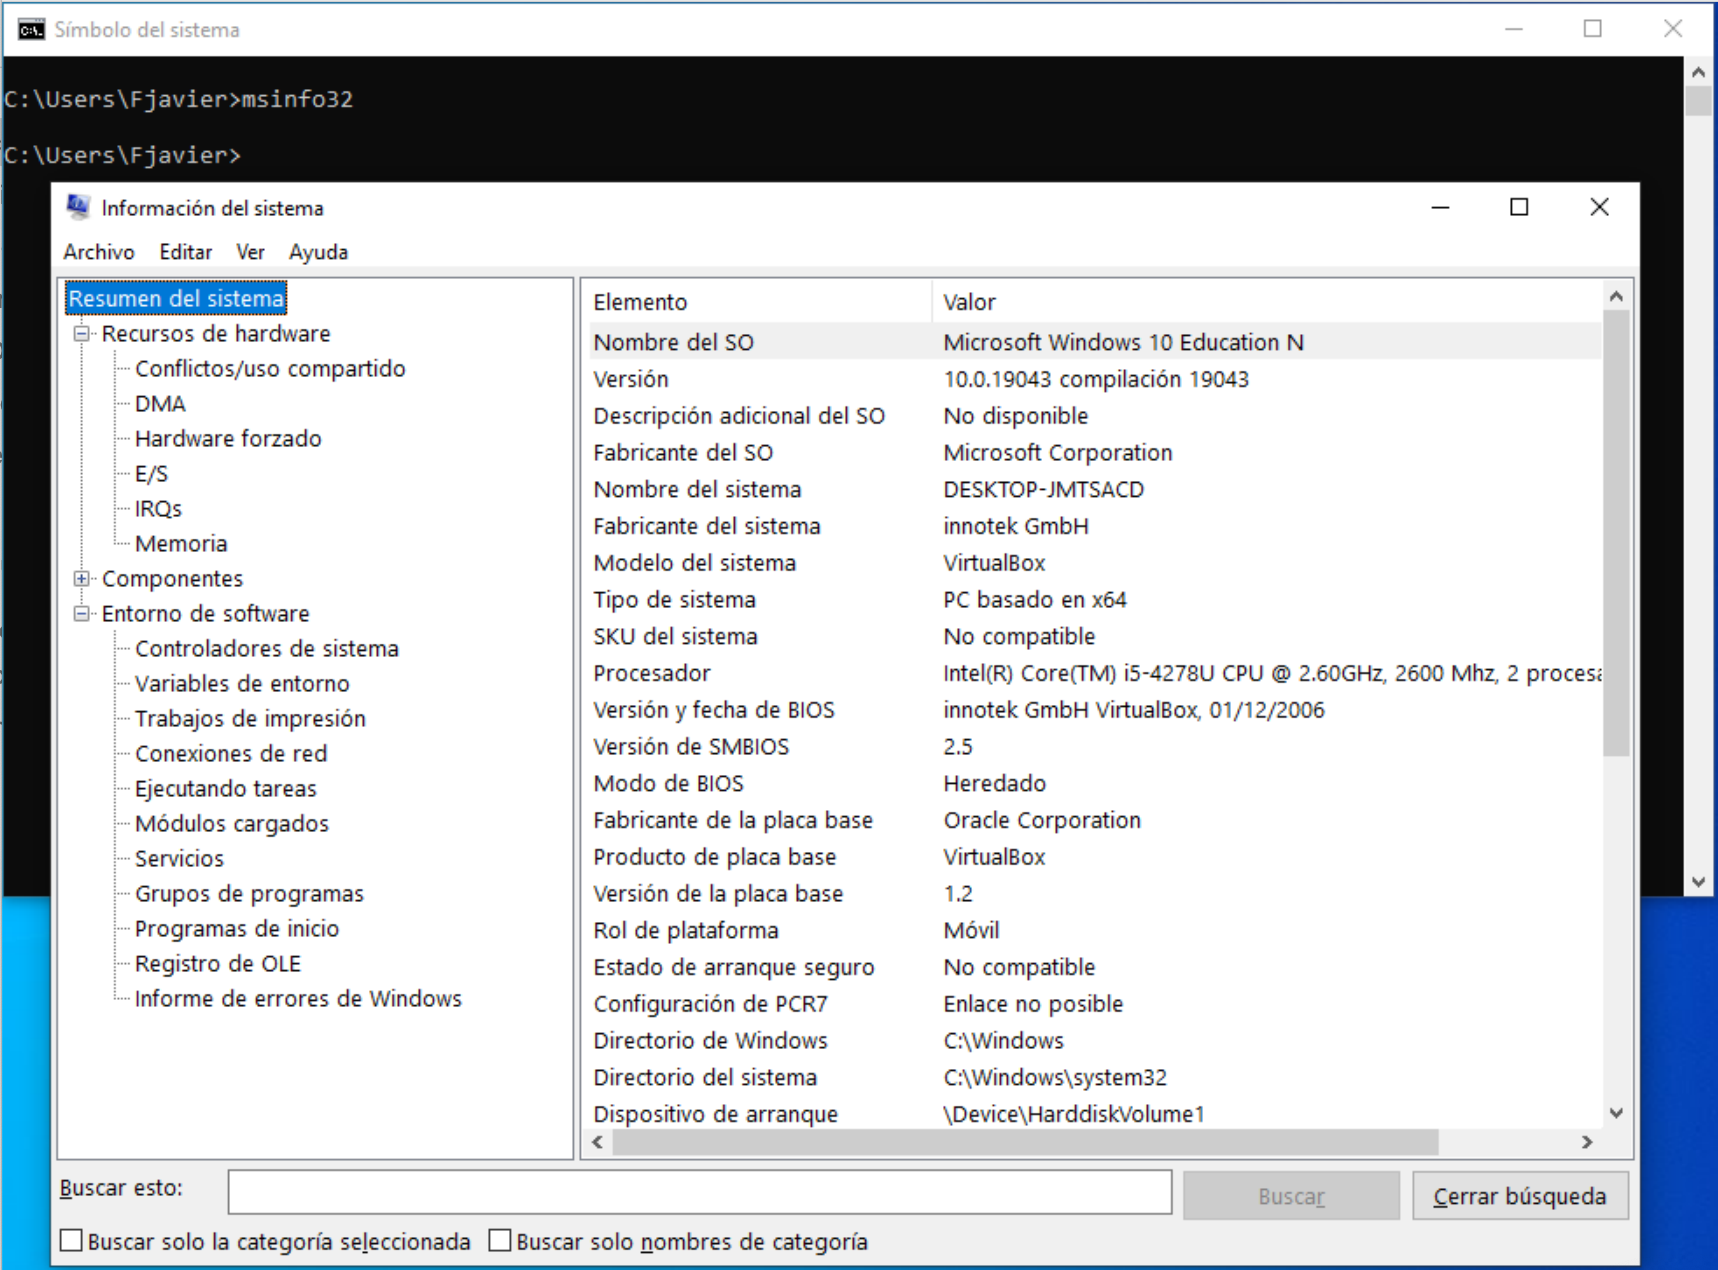 Símbolo del sistema
C:\Users\Fjavier>msinfo32
C:\Users\Fjavier>
Información del sistema
Archivo Editar Ver Ayuda
Resumen del sistema
Recursos de hardware
Conflictos/uso compartido
DMA
Hardware forzado
E/S
IRQs
Memoria
Componentes
Entorno de software
Controladores de sistema
Variables de entorno
Trabajos de impresión
Conexiones de red
Ejecutando tareas
Módulos cargados
Servicios
Grupos de programas
Programas de inicio
Registro de OLE
Informe de errores de Windows
Elemento Valor
Nombre del SO Microsoft Windows 10 Education N
Versión 10.0.19043 compilación 19043
Descripción adicional del SO No disponible
Fabricante del SO Microsoft Corporation
Nombre del sistema DESKTOP-JMTSACD
Fabricante del sistema innotek GmbH
Modelo del sistema VirtualBox
Tipo de sistema PC basado en x64
SKU del sistema No compatible
Procesador Intel(R) Core(TM) i5-4278U CPU @ 2.60GHz, 2600 Mhz, 2 procesa
Versión y fecha de BIOS innotek GmbH VirtualBox, 01/12/2006
Versión de SMBIOS 2.5
Modo de BIOS Heredado
Fabricante de la placa base Oracle Corporation
Producto de placa base VirtualBox
Versión de la placa base 1.2
Rol de plataforma Móvil
Estado de arranque seguro No compatible
Configuración de PCR7 Enlace no posible
Directorio de Windows C:\Windows
Directorio del sistema C:\Windows\system32
Dispositivo de arranque \Device\HarddiskVolume1
Buscar esto: Buscar Cerrar búsqueda
Buscar solo la categoría seleccionada Buscar solo nombres de categoría